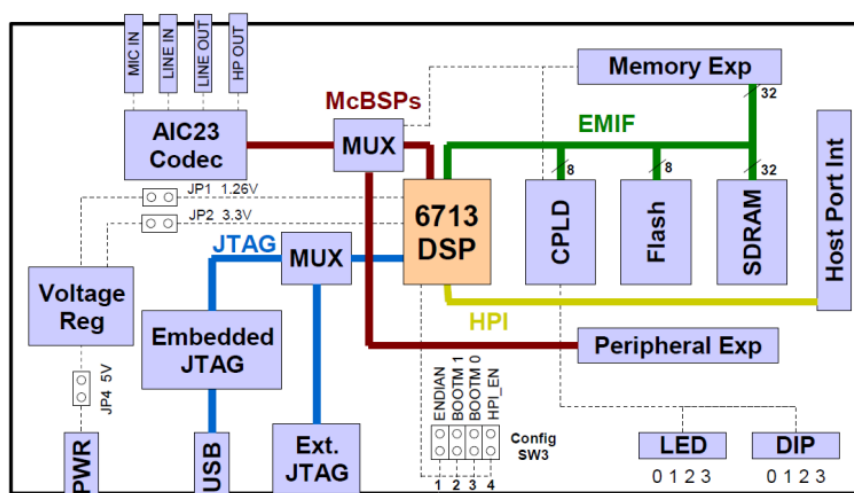 MIC IN
LINE IN
LINE OUT
HP OUT
AIC23
Codec
McBSPs
MUX
Memory Exp
32
EMIF
8
8
32
JP1 1.26V
JP2 3.3V
6713
DSP
CPLD
Flash
SDRAM
Host Port Int
JTAG
MUX
Voltage
Reg
HPI
Embedded
JTAG
Peripheral Exp
JP4 5V
ENDIAN
BOOTM 1
BOOTM 0
HPI_EN
Config
SW3
1 2 3 4
PWR
USB
Ext.
JTAG
LED
DIP
0 1 2 3
0 1 2 3